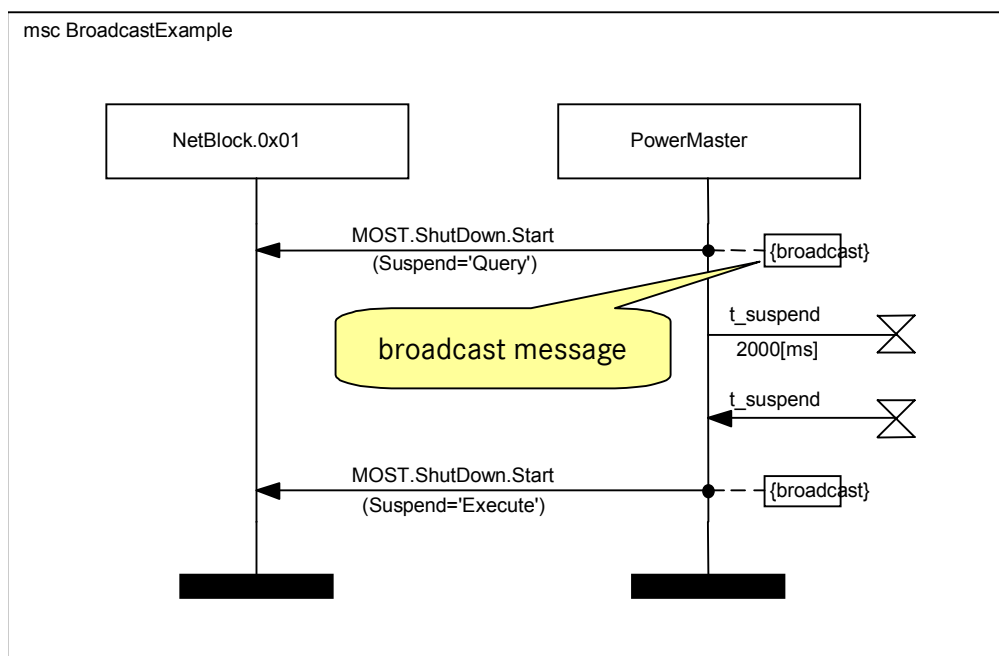 msc BroadcastExample
NetBlock.0x01
PowerMaster
MOST.ShutDown.Start
(Suspend='Query')
{broadcast}
broadcast message
t_suspend
2000[ms]
t_suspend
MOST.ShutDown.Start
(Suspend='Execute')
{broadcast}